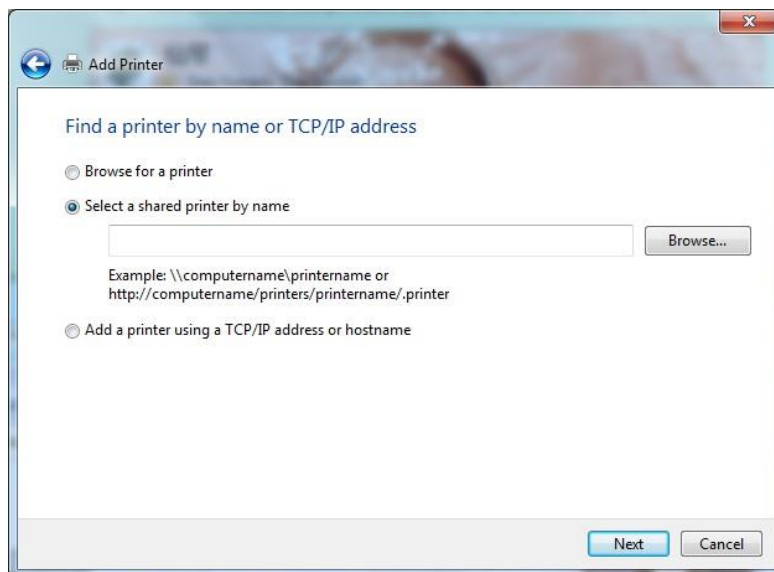 Add Printer
Find a printer by name or TCP/IP address
Browse for a printer
Select a shared printer by name
Browse...
Example: \\computername\printername or
http://computername/printers/printername/.printer
Add a printer using a TCP/IP address or hostname
Next
Cancel